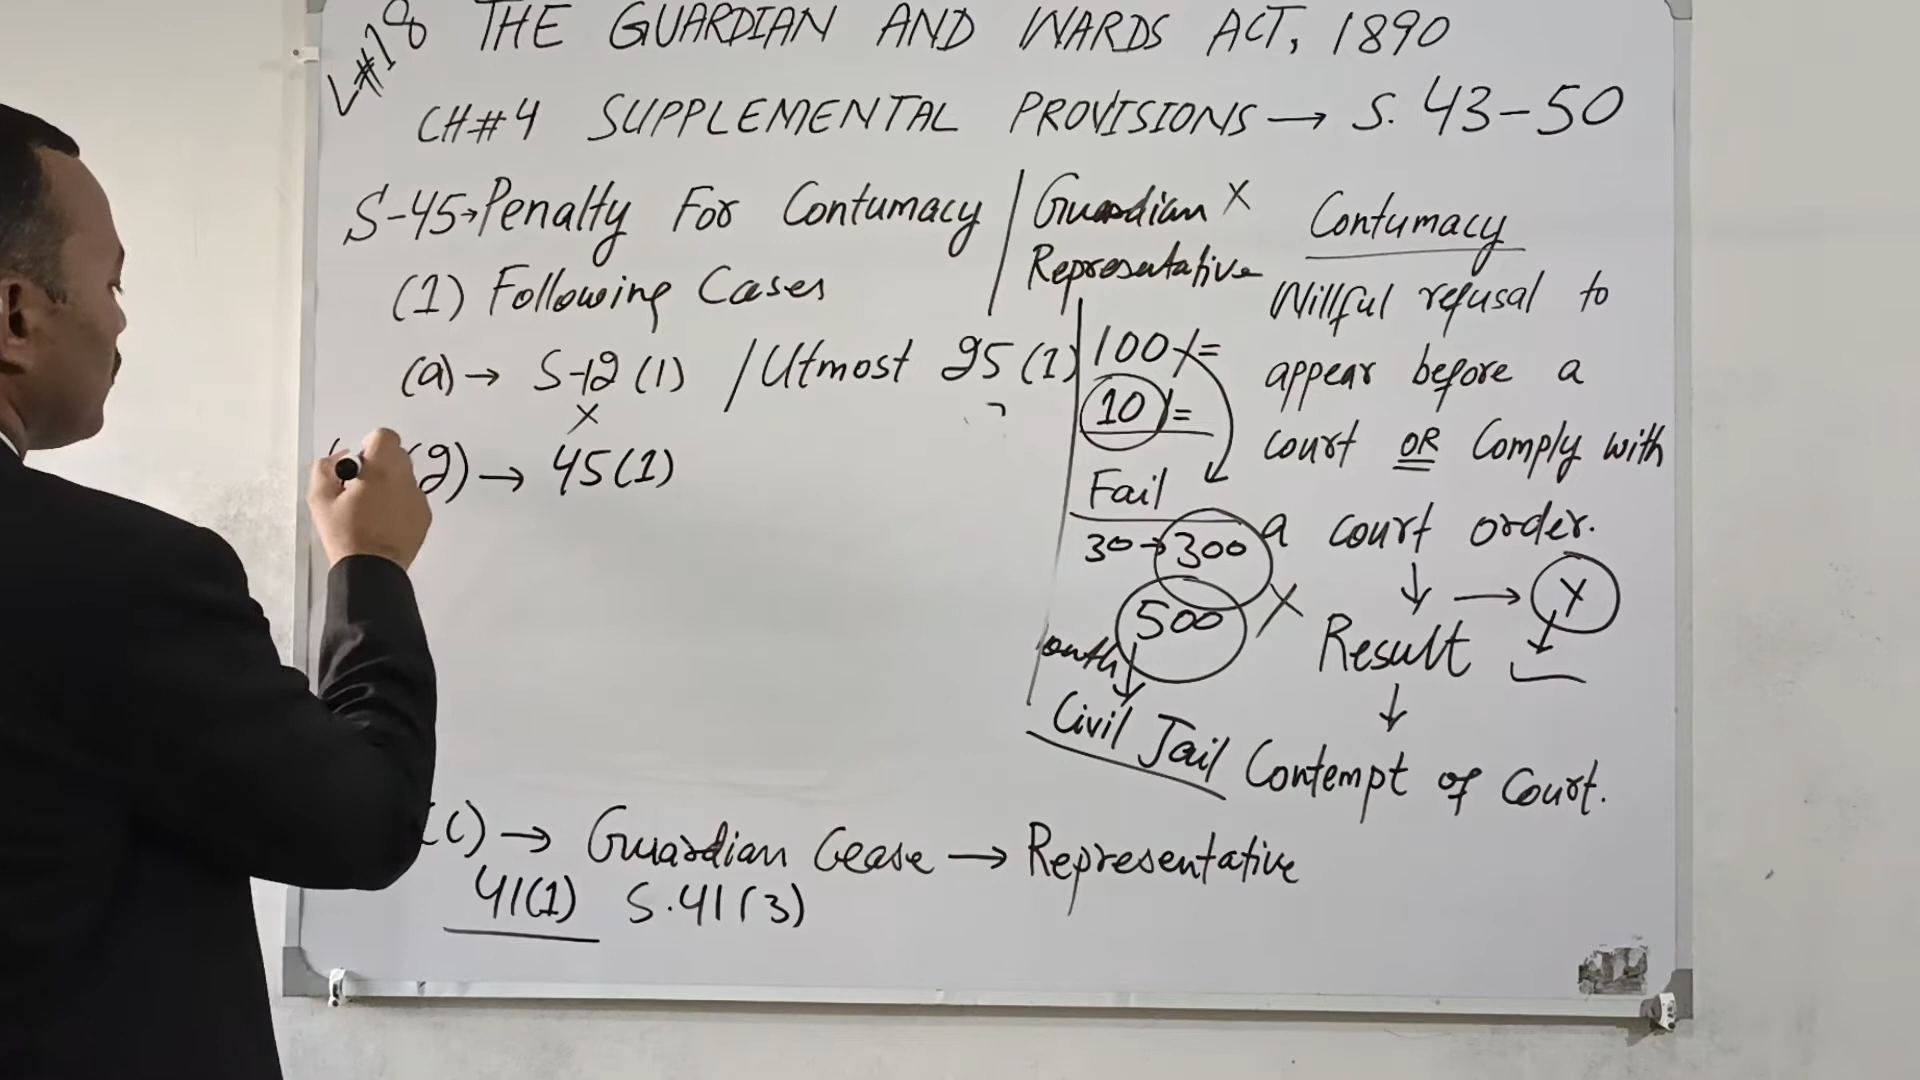 L#18 THE GUARDIAN AND WARDS ACT, 1890
CH#4 SUPPLEMENTAL PROVISIONS → S. 43-50
S-45→Penalty For Contumacy
(1) Following Cases
(a) → S-12(1) / Utmost 25(1)
X
(2) → 45(1)
Guardian X
Representative
100/=
10/=
Fail
30→300
500 X
Civil Jail
Contumacy
Willful refusal to
appear before a
court OR Comply with
a court order.
↓ → X
Result
↓
Contempt of Court.
(C) → Guardian Cease → Representative
41(1) S.41(3)